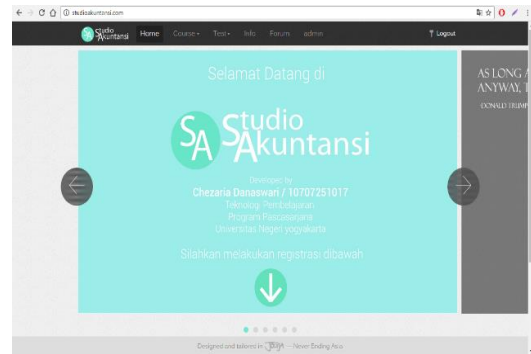 studioakuntansi.com
Studio Akuntansi Home Course Test Info Forum admin Logout
Selamat Datang di
SA Studio Akuntansi
Developed by
Chezaria Danaswari / 10707251017
Teknologi Pembelajaran
Program Pascasarjana
Universitas Negeri yogyakarta
Silahkan melakukan registrasi dibawah
AS LONG
ANYWAY,
DONALD TRUMP
Designed and tailored in Jogja — Never Ending Asia